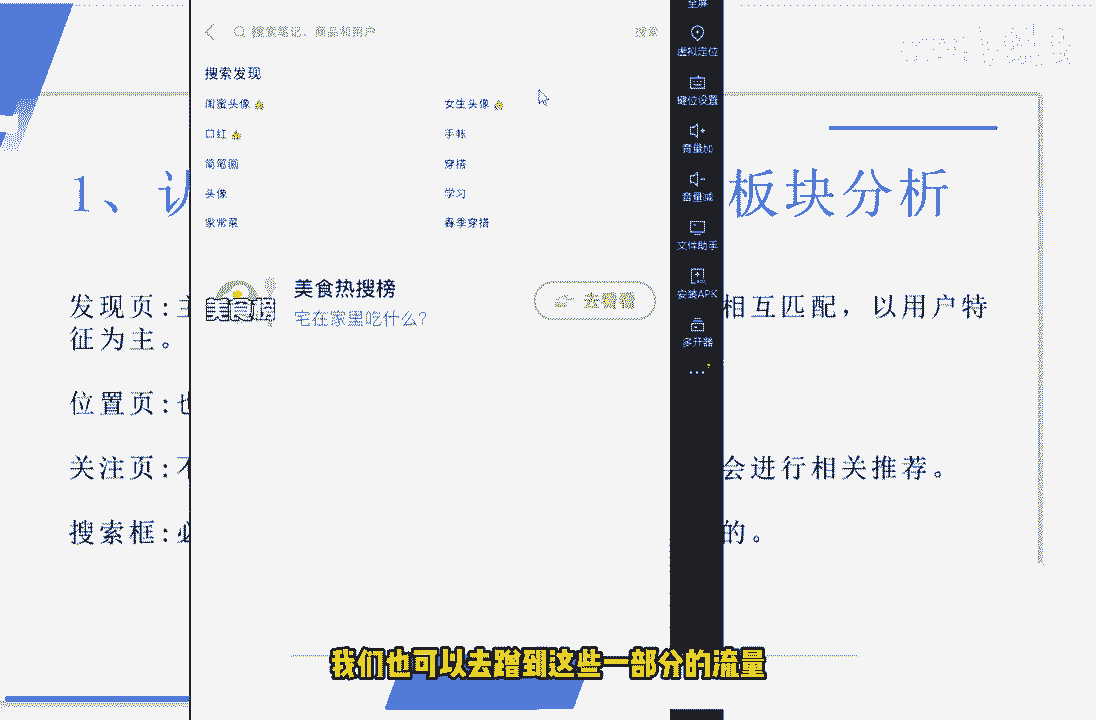 全屏
搜索笔记、商品和用户 搜索
虚拟定位
搜索发现
闺蜜头像 女生头像
键位设置
口红 手帐
音量加
简笔画 穿搭
头像 学习
音量减
1、 板块分析
家常菜 春季穿搭
文件助手
美食榜
美食热搜榜
宅在家里吃什么?
去看看
安装APK
多开器
发现页:主 相互匹配，以用户特
征为主。
位置页:也
关注页:不 会进行相关推荐。
搜索框:必 的。
我们也可以去蹭到这些一部分的流量